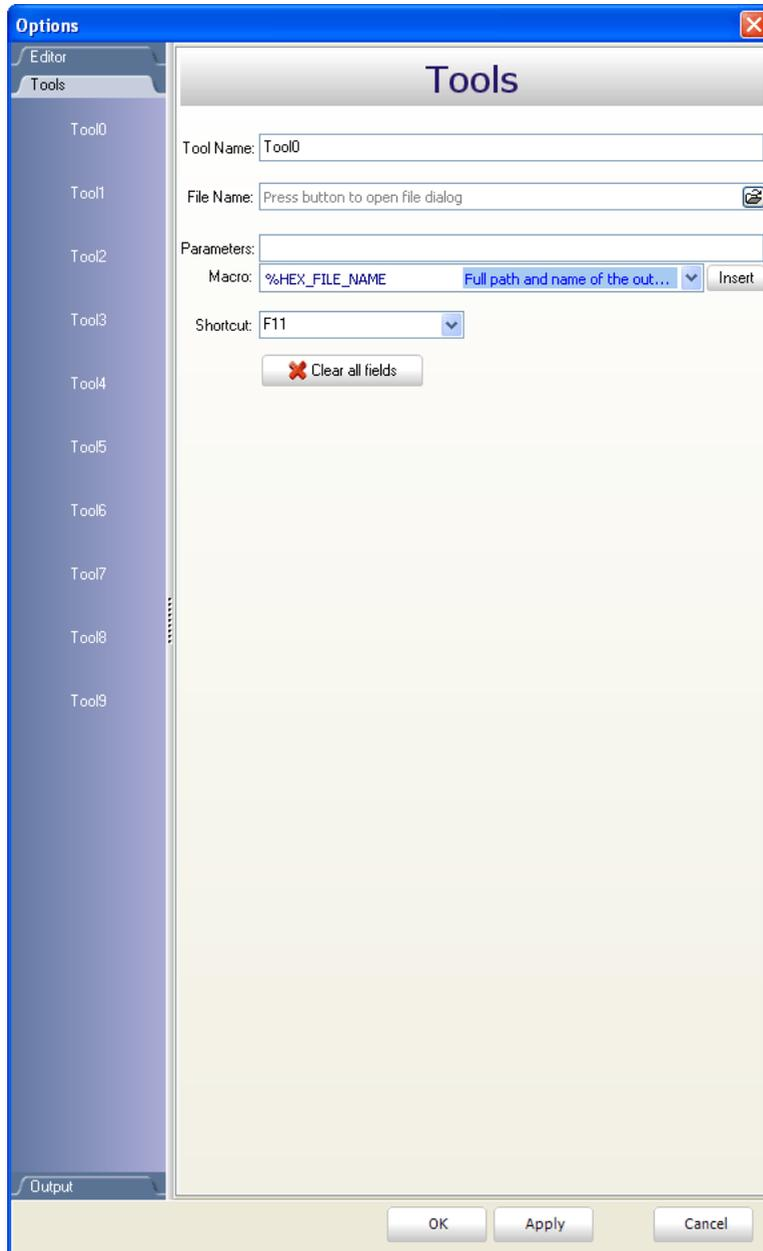 Options
Editor
Tools
Tool0
Tool1
Tool2
Tool3
Tool4
Tool5
Tool6
Tool7
Tool8
Tool9
Output
Tools
Tool Name: Tool0
File Name: Press button to open file dialog
Parameters:
Macro: %HEX_FILE_NAME Full path and name of the out... Insert
Shortcut: F11
Clear all fields
OK Apply Cancel